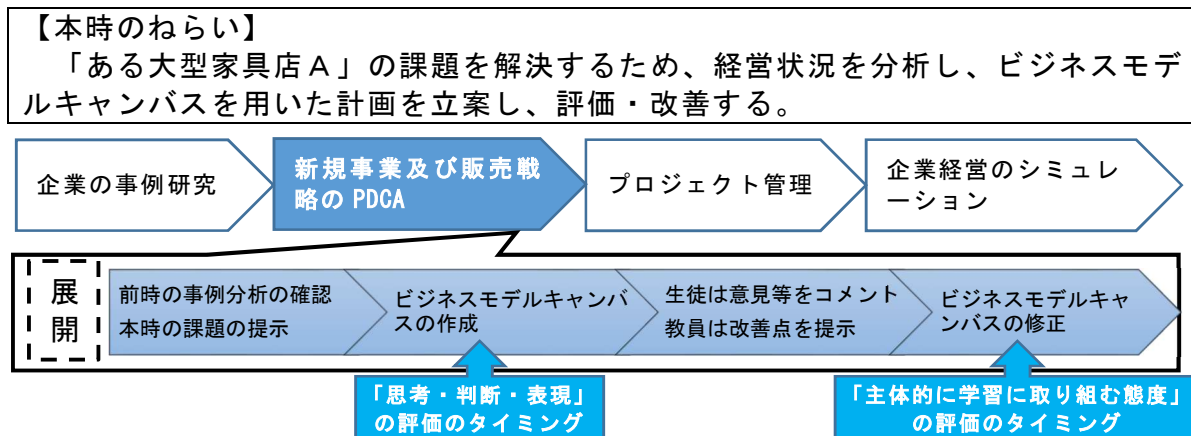 【本時のねらい】
「ある大型家具店A」の課題を解決するため、経営状況を分析し、ビジネスモデ
ルキャンバスを用いた計画を立案し、評価・改善する。
企業の事例研究
新規事業及び販売戦
略の PDCA
プロジェクト管理
企業経営のシミュレ
ーション
展
開
前時の事例分析の確認
本時の課題の提示
ビジネスモデルキャンバ
スの作成
生徒は意見等をコメント
教員は改善点を提示
ビジネスモデルキャ
ンバスの修正
「思考・判断・表現」
の評価のタイミング
「主体的に学習に取り組む態度」
の評価のタイミング